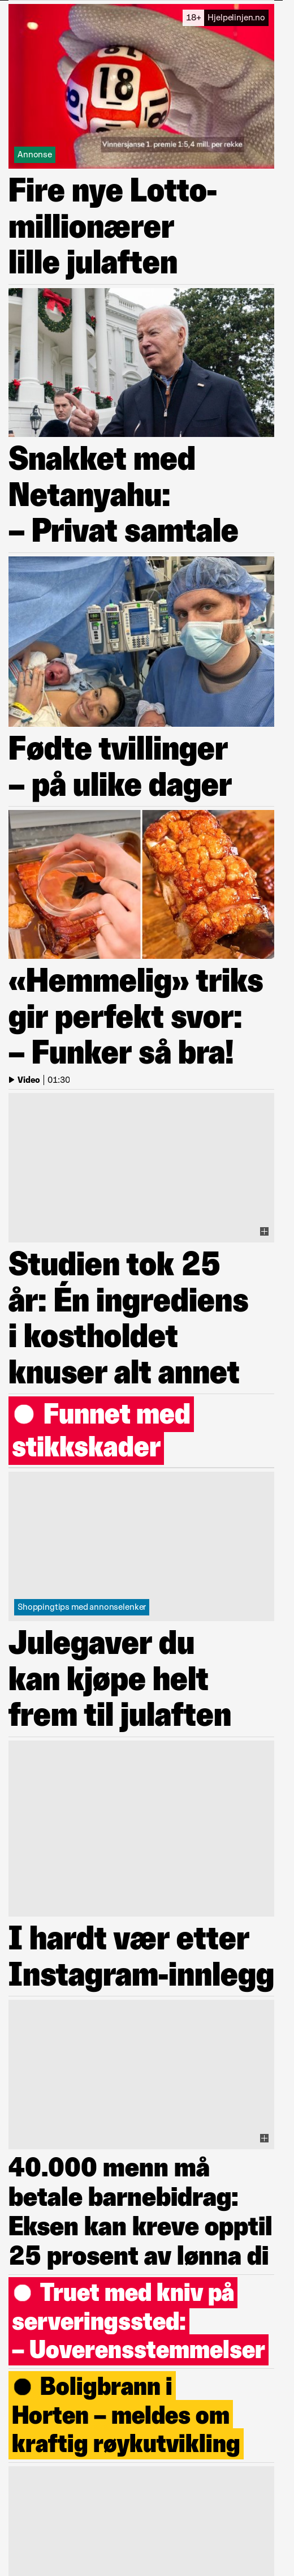 18+ Hjelpelinjen.no
18
Vinnersjanse 1. premie 1:5,4 mill. per rekke
Annonse
Fire nye Lotto-
millionærer
lille julaften
Snakket med
Netanyahu:
– Privat samtale
Fødte tvillinger
– på ulike dager
«Hemmelig» triks
gir perfekt svor:
– Funker så bra!
Video | 01:30
Studien tok 25
år: Én ingrediens
i kostholdet
knuser alt annet
Funnet med
stikkskader
Shoppingtips med annonselenker
Julegaver du
kan kjøpe helt
frem til julaften
I hardt vær etter
Instagram-innlegg
40.000 menn må
betale barnebidrag:
Eksen kan kreve opptil
25 prosent av lønna di
Truet med kniv på
serveringssted:
– Uoverensstemmelser
Boligbrann i
Horten – meldes om
kraftig røykutvikling